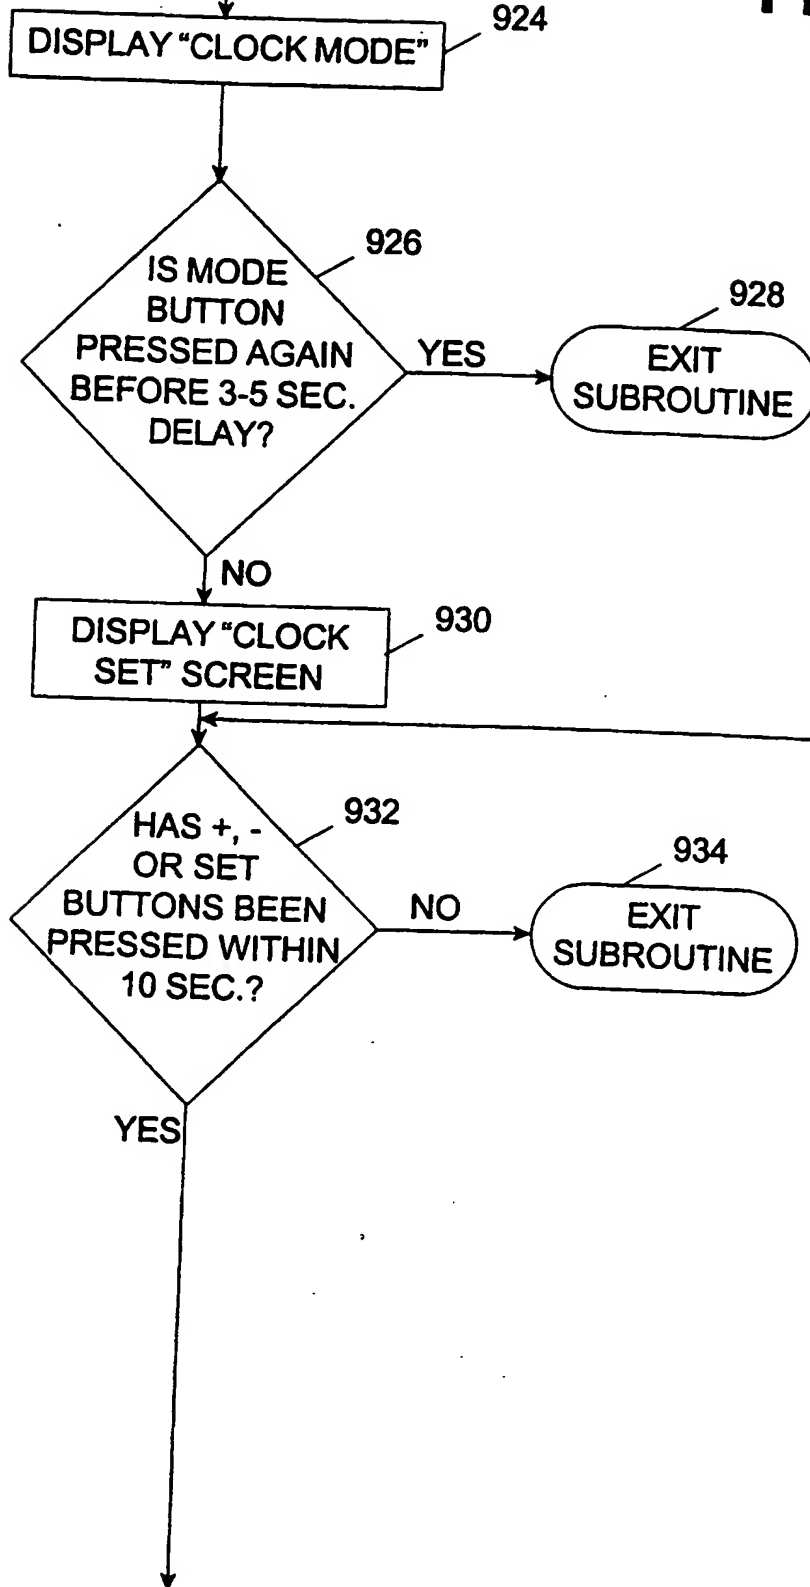 924
DISPLAY "CLOCK MODE"
926
IS MODE
BUTTON
PRESSED AGAIN
BEFORE 3-5 SEC.
DELAY?
YES
928
EXIT
SUBROUTINE
NO
930
DISPLAY "CLOCK
SET" SCREEN
932
HAS +, -
OR SET
BUTTONS BEEN
PRESSED WITHIN
10 SEC.?
NO
934
EXIT
SUBROUTINE
YES